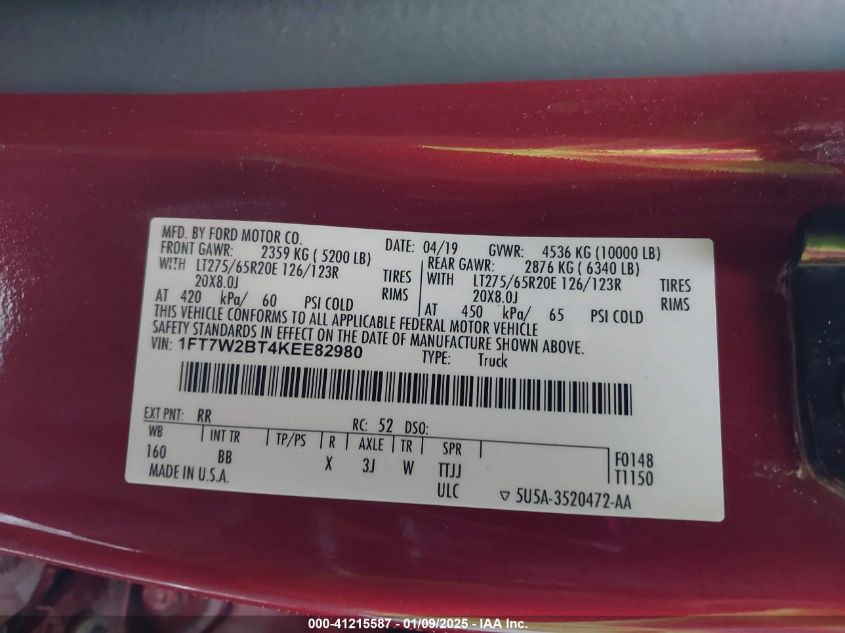 MFD. BY FORD MOTOR CO. DATE: 04/19 GVWR: 4536 KG (10000 LB)
FRONT GAWR: 2359 KG ( 5200 LB) REAR GAWR: 2876 KG ( 6340 LB)
WITH LT275/65R20E 126/123R TIRES WITH LT275/65R20E 126/123R TIRES
20X8.0J RIMS 20X8.0J RIMS
AT 420 kPa/ 60 PSI COLD AT 450 kPa/ 65 PSI COLD
THIS VEHICLE CONFORMS TO ALL APPLICABLE FEDERAL MOTOR VEHICLE
SAFETY STANDARDS IN EFFECT ON THE DATE OF MANUFACTURE SHOWN ABOVE.
VIN: 1FT7W2BT4KEE82980 TYPE: Truck
EXT PNT: RR RC: 52 DSO:
WB INT TR TP/PS R AXLE TR SPR
160 BB X 3J W TTJJ F0148
ULC T1150
MADE IN U.S.A. ▽ 5U5A-3520472-AA
000-41215587 - 01/09/2025 - IAA Inc.